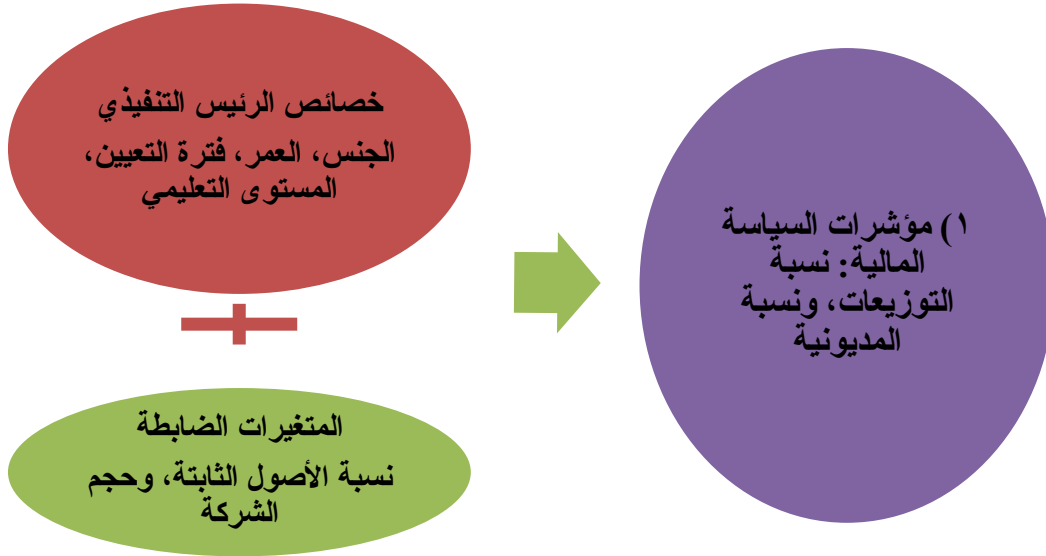 خصائص الرئيس التنفيذي
الجنس، العمر، فترة التعيين،
المستوى التعليمي
المتغيرات الضابطة
نسبة الأصول الثابتة، وحجم
الشركة
١) مؤشرات السياسة
المالية: نسبة
التوزيعات، ونسبة
المديونية